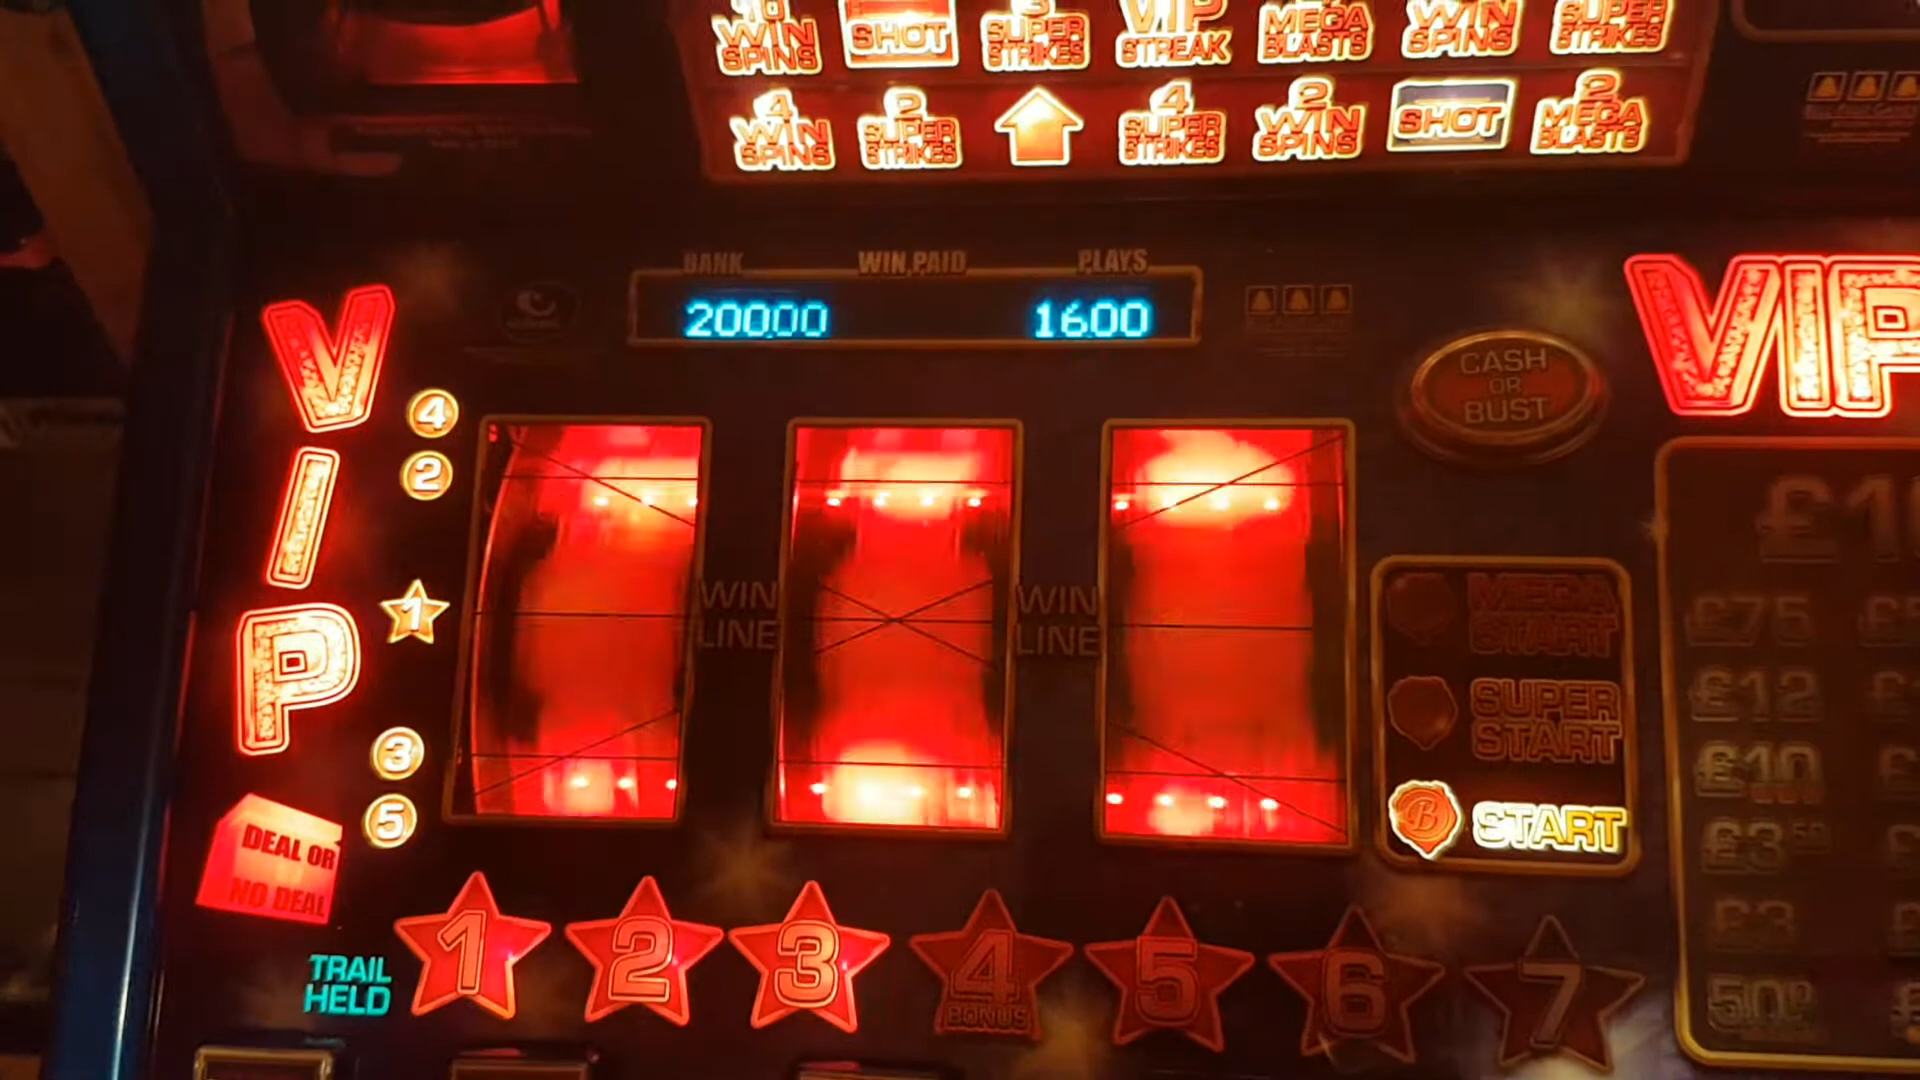 WIN SPINS
SHOT
SUPER STRIKES
VIP STREAK
MEGA BLASTS
WIN SPINS
SUPER STRIKES
4 WIN SPINS
2 SUPER STRIKES
4 SUPER STRIKES
2 WIN SPINS
SHOT
2 MEGA BLASTS
BANK WIN PAID PLAYS
200.00 16.00
VIP
VIP
CASH
OR
BUST
4
2
1
3
5
WIN
LINE
WIN
LINE
MEGA
START
SUPER
START
START
£75
£12
£10
£3.50
£3
50P
DEAL OR
NO DEAL
TRAIL
HELD
1 2 3 4 5 6 7
BONUS